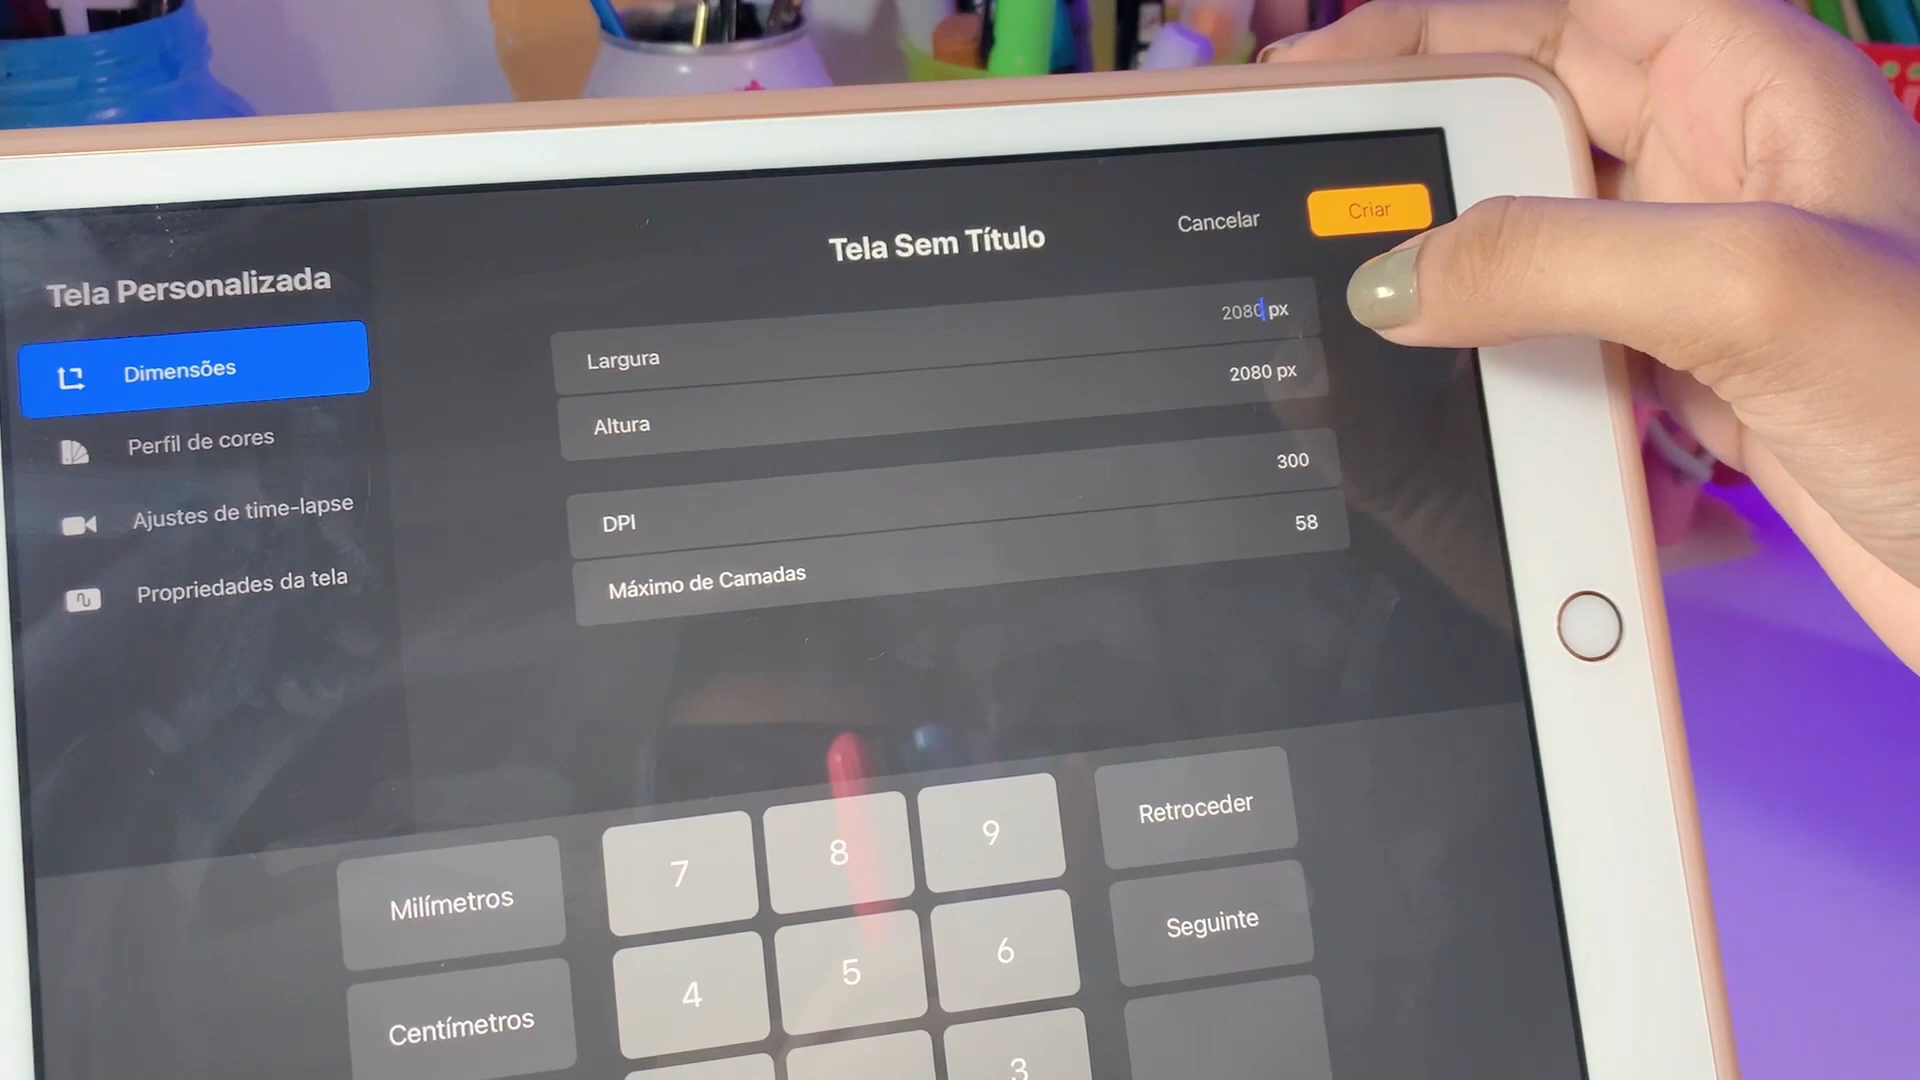 Tela Sem Título
Cancelar
Criar
Tela Personalizada
Dimensões
Perfil de cores
Ajustes de time-lapse
Propriedades da tela
Largura
2080 px
Altura
2080 px
DPI
300
Máximo de Camadas
58
Milímetros
7
8
9
Retroceder
Centímetros
4
5
6
Seguinte
3